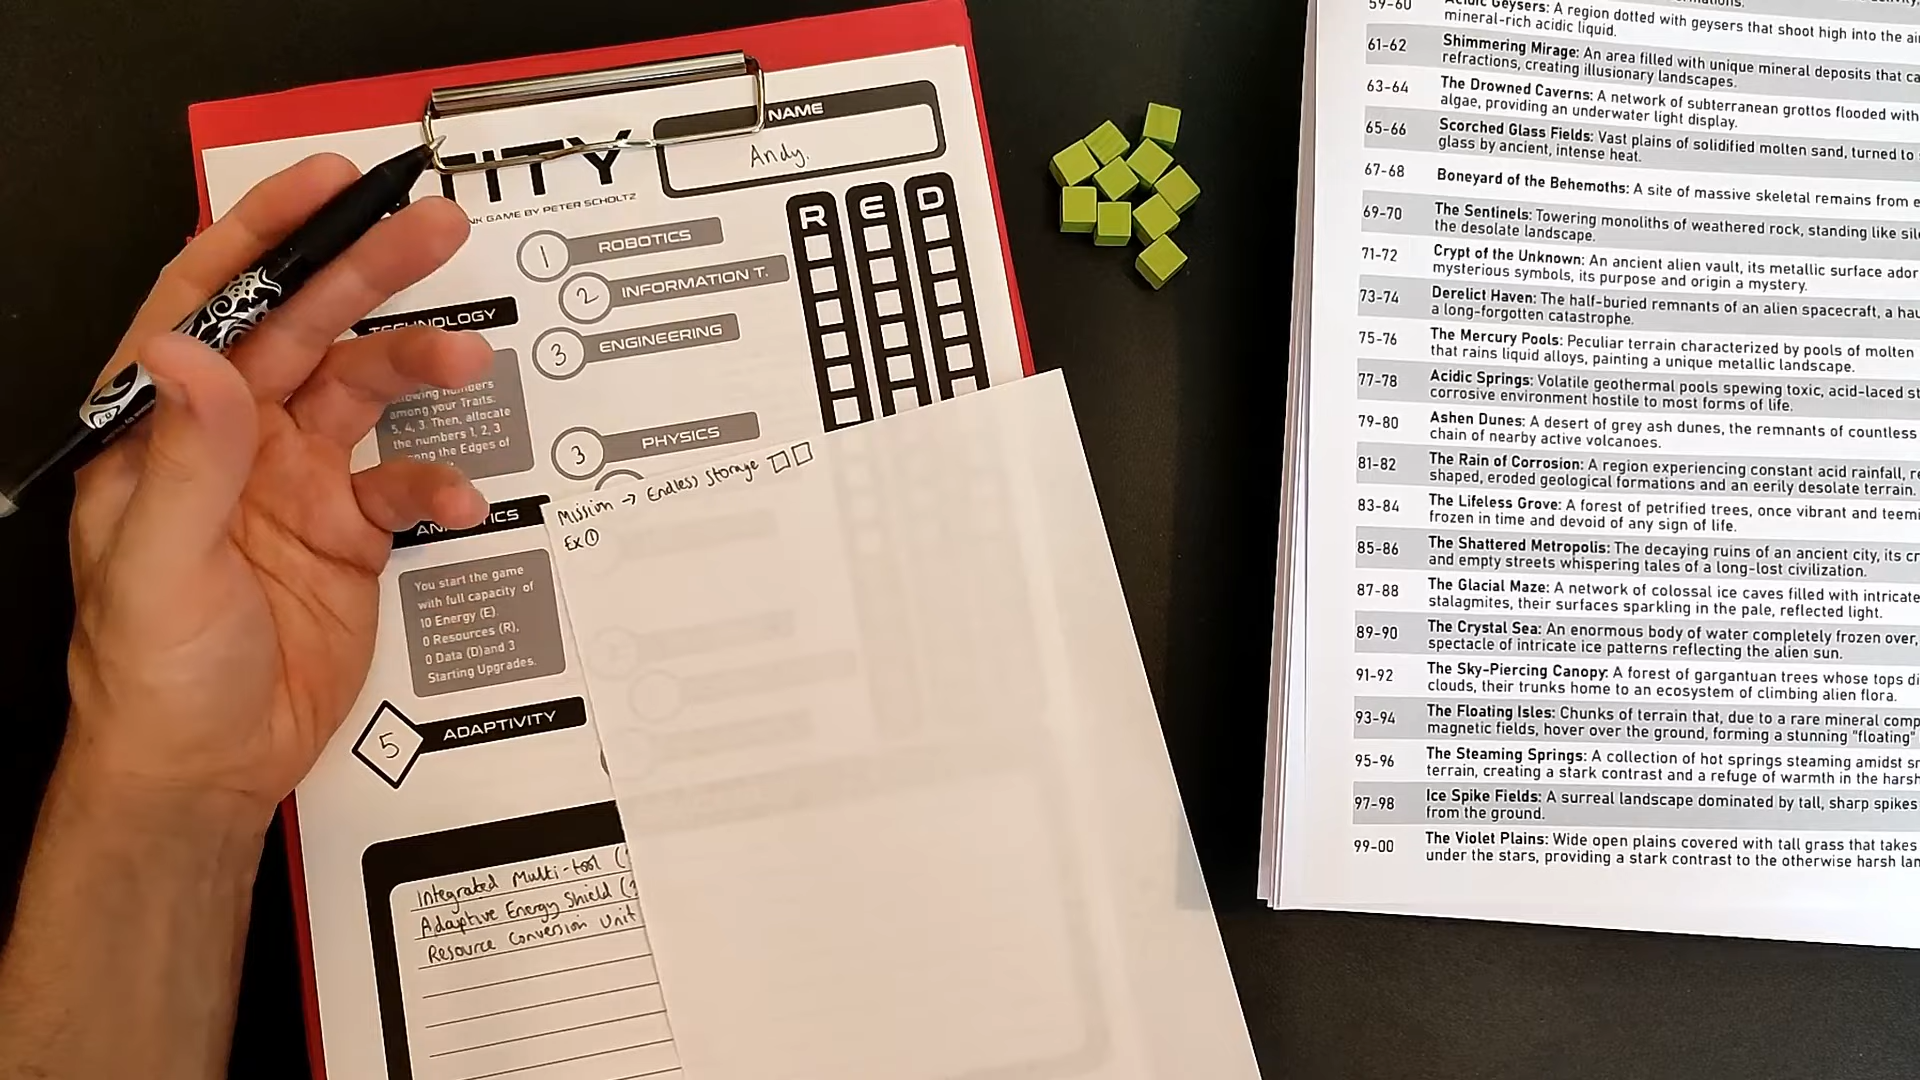 TITY
NK GAME BY PETER SCHOLTZ
NAME
Andy.
R E D
1 ROBOTICS
2 INFORMATION T.
3 ENGINEERING
TECHNOLOGY
numbers
among your Traits:
5, 4, 3. Then, allocate
the numbers 1, 2, 3
the Edges of
3 PHYSICS
You start the game
with full capacity of
10 Energy (E),
0 Resources (R),
0 Data (D)and 3
Starting Upgrades.
5 ADAPTIVITY
Integrated Multi-tool (
Adaptive Energy Shield (
Resource Conversion Unit
Mission → Endless Storage □□
Ex ①
59-60 Acidic Geysers: A region dotted with geysers that shoot high into the
mineral-rich acidic liquid.
61-62 Shimmering Mirage: An area filled with unique mineral deposits that
refractions, creating illusionary landscapes.
63-64 The Drowned Caverns: A network of subterranean grottos flooded with
algae, providing an underwater light display.
65-66 Scorched Glass Fields: Vast plains of solidified molten sand, turned to
glass by ancient, intense heat.
67-68 Boneyard of the Behemoths: A site of massive skeletal remains from
69-70 The Sentinels: Towering monoliths of weathered rock, standing like
the desolate landscape.
71-72 Crypt of the Unknown: An ancient alien vault, its metallic surface
mysterious symbols, its purpose and origin a mystery.
73-74 Derelict Haven: The half-buried remnants of an alien spacecraft, a
a long-forgotten catastrophe.
75-76 The Mercury Pools: Peculiar terrain characterized by pools of molten
that rains liquid alloys, painting a unique metallic landscape.
77-78 Acidic Springs: Volatile geothermal pools spewing toxic, acid-laced
corrosive environment hostile to most forms of life.
79-80 Ashen Dunes: A desert of grey ash dunes, the remnants of countless
chain of nearby active volcanoes.
81-82 The Rain of Corrosion: A region experiencing constant acid rainfall,
shaped, eroded geological formations and an eerily desolate terrain.
83-84 The Lifeless Grove: A forest of petrified trees, once vibrant and
frozen in time and devoid of any sign of life.
85-86 The Shattered Metropolis: The decaying ruins of an ancient city, its
and empty streets whispering tales of a long-lost civilization.
87-88 The Glacial Maze: A network of colossal ice caves filled with
stalagmites, their surfaces sparkling in the pale, reflected light.
89-90 The Crystal Sea: An enormous body of water completely frozen over,
spectacle of intricate ice patterns reflecting the alien sun.
91-92 The Sky-Piercing Canopy: A forest of gargantuan trees whose tops
clouds, their trunks home to an ecosystem of climbing alien flora.
93-94 The Floating Isles: Chunks of terrain that, due to a rare mineral
magnetic fields, hover over the ground, forming a stunning "floating"
95-96 The Steaming Springs: A collection of hot springs steaming amidst
terrain, creating a stark contrast and a refuge of warmth in the
97-98 Ice Spike Fields: A surreal landscape dominated by tall, sharp spikes
from the ground.
99-00 The Violet Plains: Wide open plains covered with tall grass that takes
under the stars, providing a stark contrast to the otherwise harsh